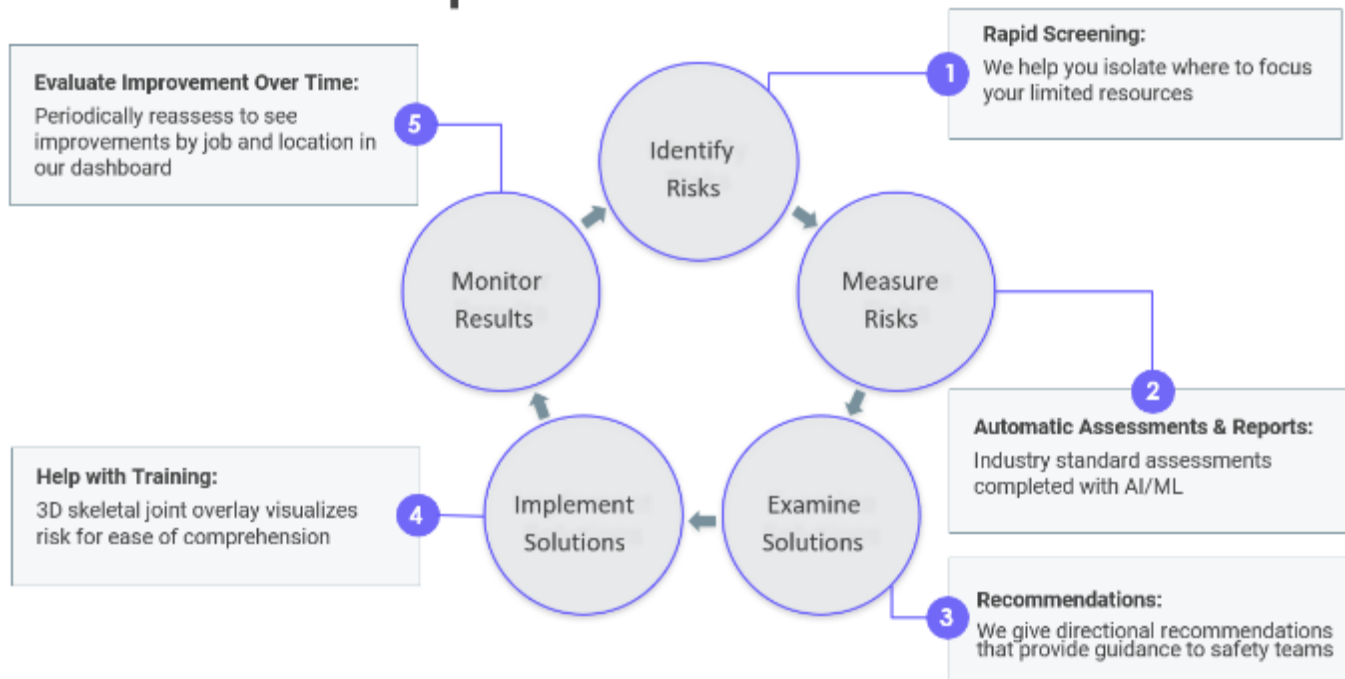 Rapid Screening:
We help you isolate where to focus
your limited resources
1
Evaluate Improvement Over Time:
Periodically reassess to see
improvements by job and location in
our dashboard
5
Identify
Risks
Measure
Risks
Monitor
Results
2
Automatic Assessments & Reports:
Industry standard assessments
completed with AI/ML
Help with Training:
3D skeletal joint overlay visualizes
risk for ease of comprehension
4
Implement
Solutions
Examine
Solutions
3
Recommendations:
We give directional recommendations
that provide guidance to safety teams